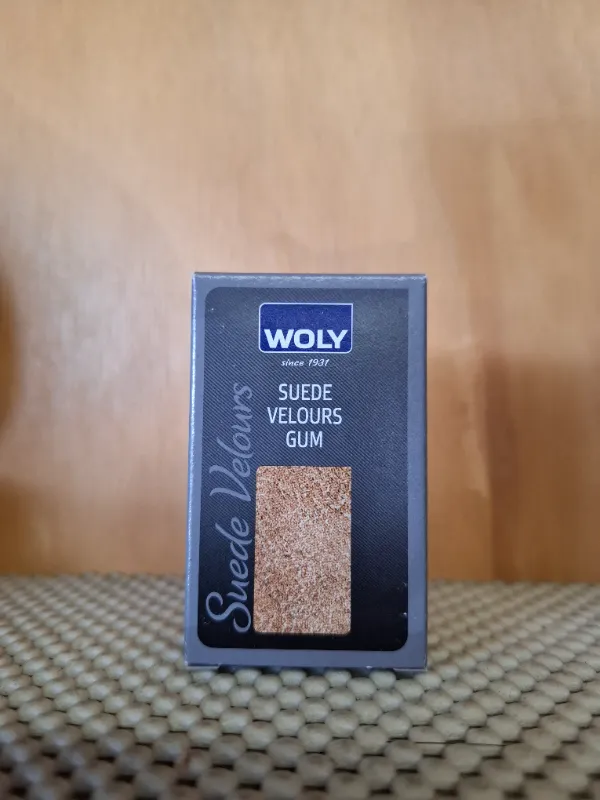 WOLY
since 1931
SUEDE
VELOURS
GUM
Suede Velours